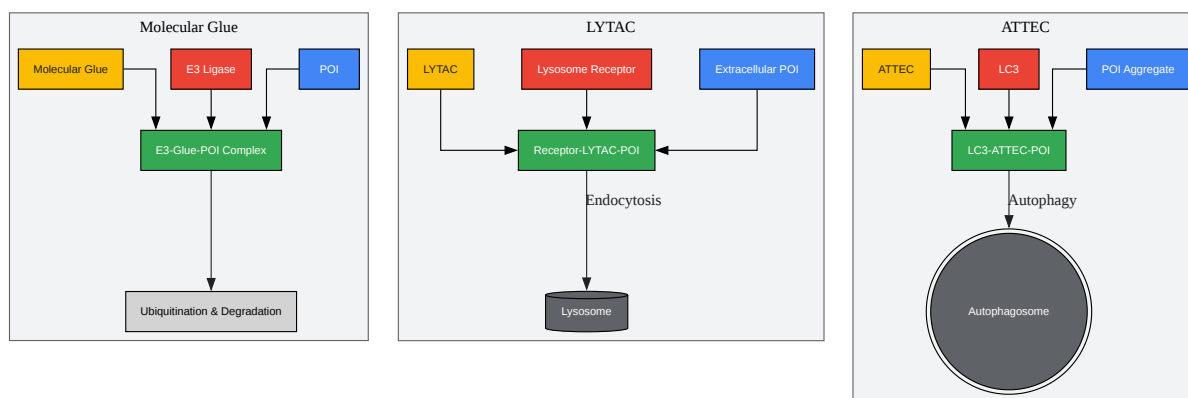 Molecular Glue
Molecular Glue
E3 Ligase
POI
E3-Glue-POI Complex
Ubiquitination & Degradation
LYTAC
LYTAC
Lysosome Receptor
Extracellular POI
Receptor-LYTAC-POI
Endocytosis
Lysosome
ATTEC
ATTEC
LC3
POI Aggregate
LC3-ATTEC-POI
Autophagy
Autophagosome